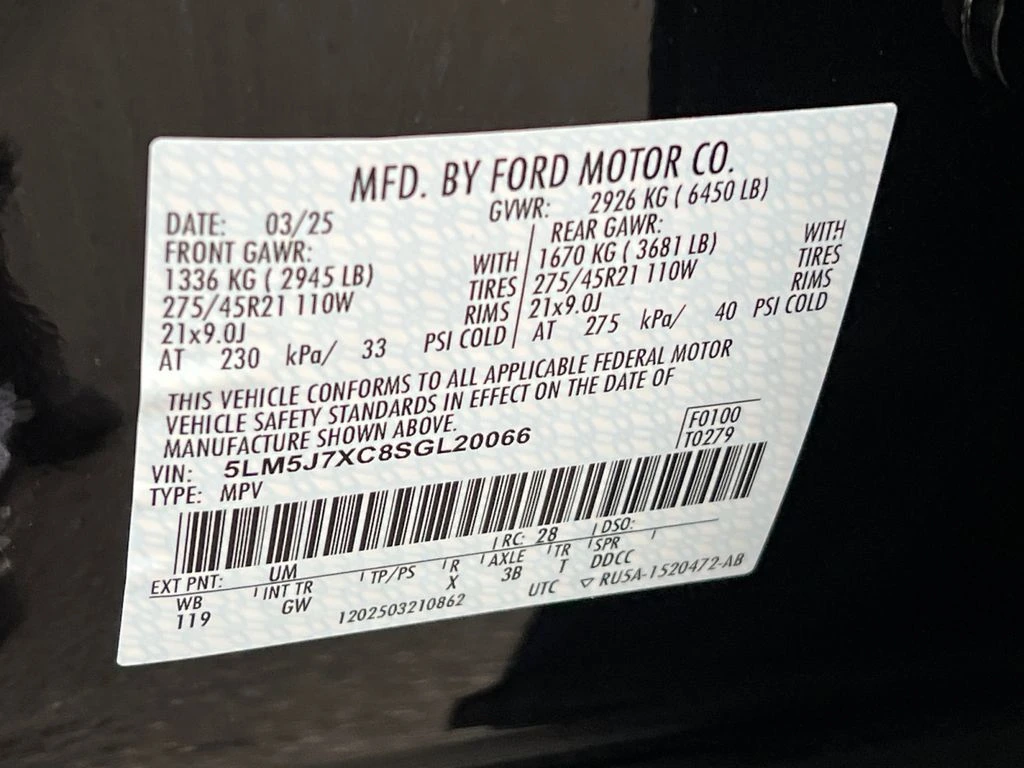 MFD. BY FORD MOTOR CO.
DATE: 03/25 GVWR: 2926 KG ( 6450 LB)
FRONT GAWR: REAR GAWR:
1336 KG ( 2945 LB) WITH 1670 KG ( 3681 LB) WITH
275/45R21 110W TIRES 275/45R21 110W TIRES
21x9.0J RIMS 21x9.0J RIMS
AT 230 kPa/ 33 PSI COLD AT 275 kPa/ 40 PSI COLD
THIS VEHICLE CONFORMS TO ALL APPLICABLE FEDERAL MOTOR
VEHICLE SAFETY STANDARDS IN EFFECT ON THE DATE OF
MANUFACTURE SHOWN ABOVE.
VIN: 5LM5J7XC8SGL20066 F0100
TYPE: MPV T0279
EXT PNT: UM RC: 28 DSO:
WB INT TR TP/PS R AXLE TR SPR
119 GW X 3B T DDCC
1202503210862 UTC ▽ RU5A-1520472-AB